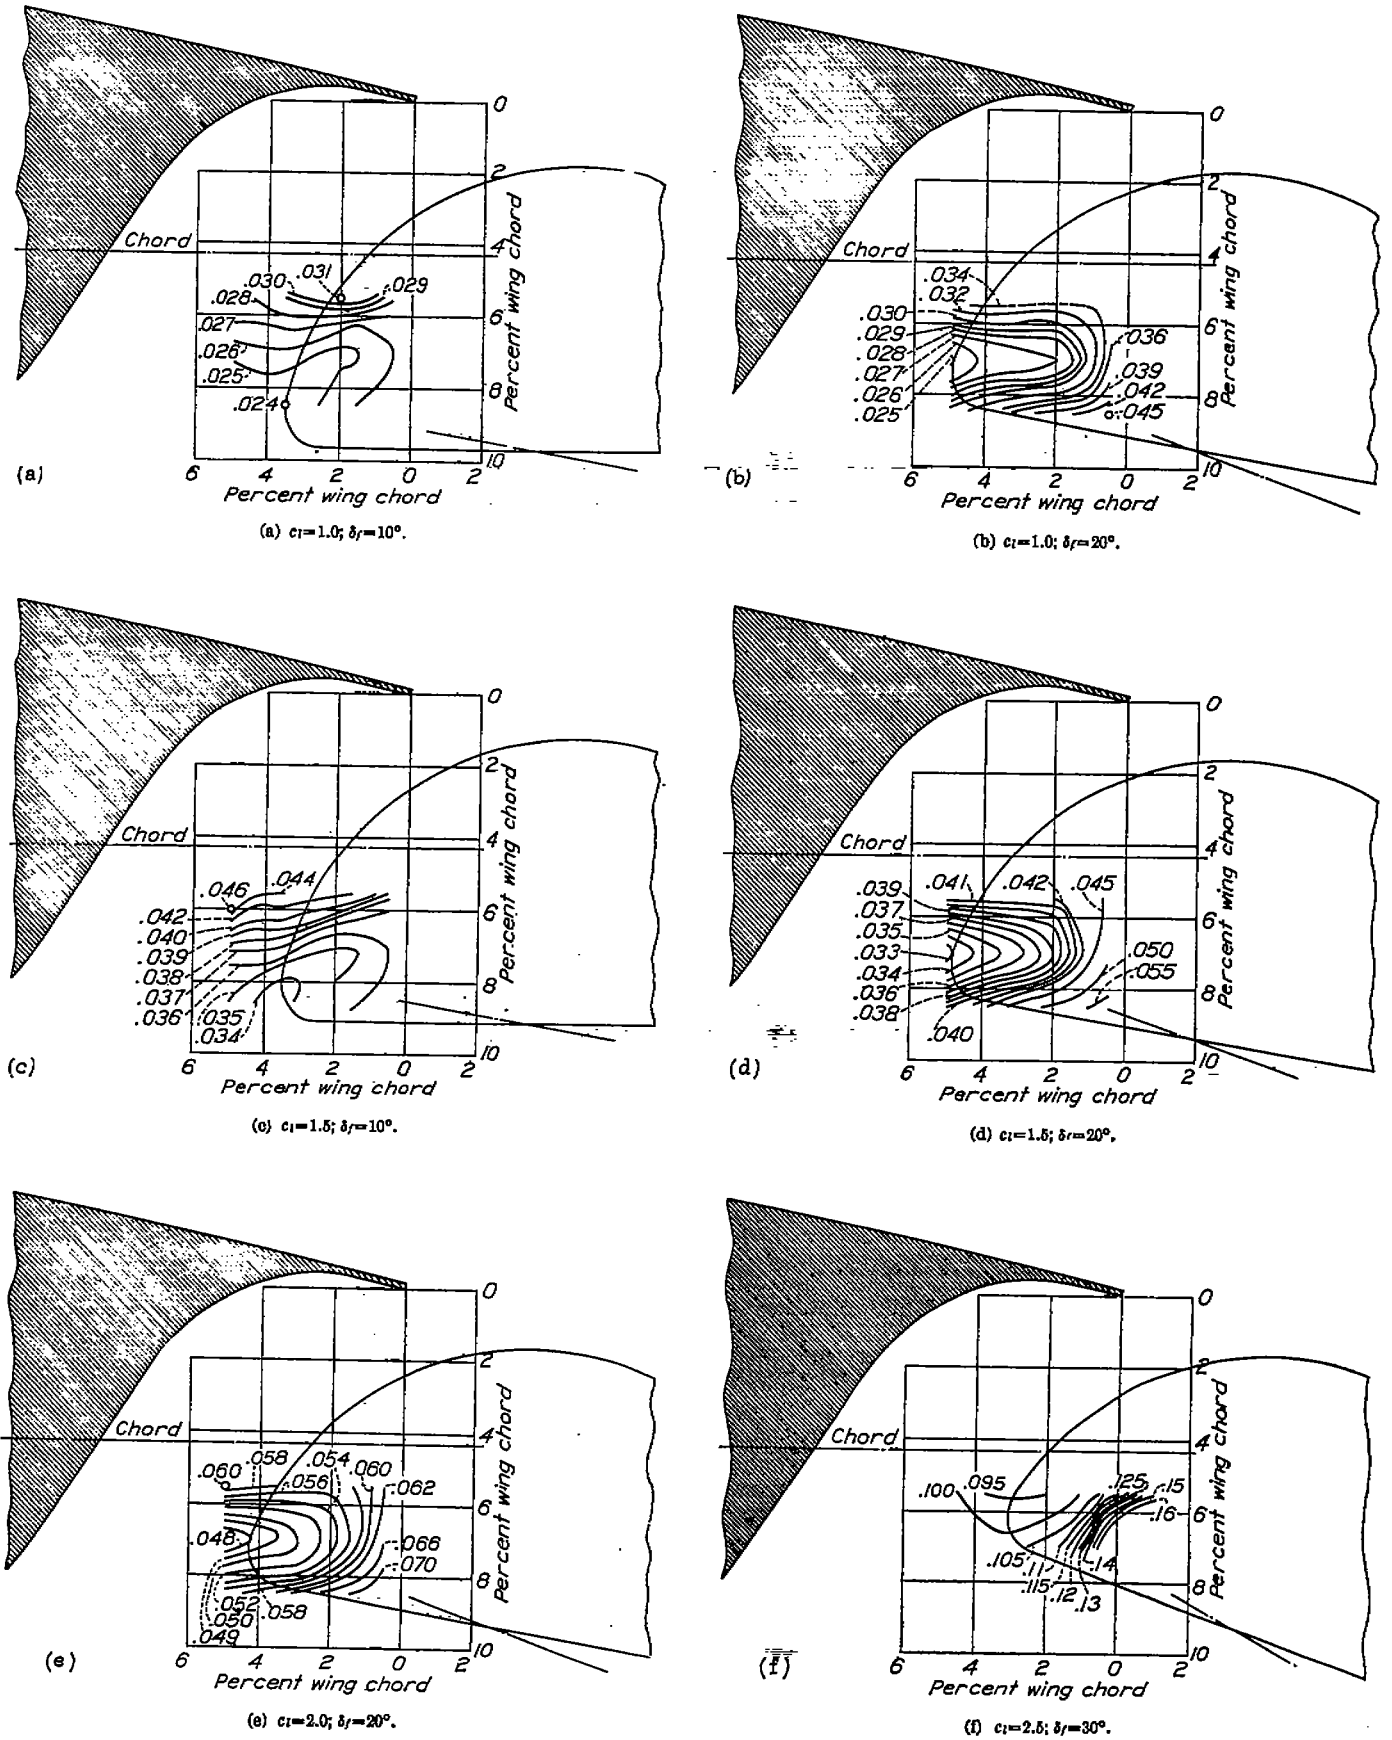 0
2
4
6
8
10
Percent wing chord
Chord
.030
.031
.029
.028
.027
.026
.025
.024
6 4 2 0 2
Percent wing chord
(a)
(a) cl=1.0; δf=10°.
0
2
4
6
8
10
Percent wing chord
Chord
.034
.032
.030
.029
.028
.027
.026
.025
.036
.039
.042
.045
6 4 2 0 2
Percent wing chord
(b)
(b) cl=1.0; δf=20°.
0
2
4
6
8
10
Percent wing chord
Chord
.046
.044
.042
.040
.039
.038
.037
.036
.035
.034
6 4 2 0 2
Percent wing chord
(c)
(c) cl=1.5; δf=10°.
0
2
4
6
8
10
Percent wing chord
Chord
.039
.041
.042
.045
.037
.035
.033
.034
.036
.038
.040
.050
.055
6 4 2 0 2
Percent wing chord
(d)
(d) cl=1.5; δf=20°.
0
2
4
6
8
10
Percent wing chord
Chord
.060
.058
.056
.054
.060
.062
.048
.066
.070
.052
.050
.049
.058
6 4 2 0 2
Percent wing chord
(e)
(e) cl=2.0; δf=20°.
0
2
4
6
8
10
Percent wing chord
Chord
.100
.095
.125
.15
.16
.105
.11
.115
.12
.13
.14
6 4 2 0 2
Percent wing chord
(f)
(f) cl=2.5; δf=30°.